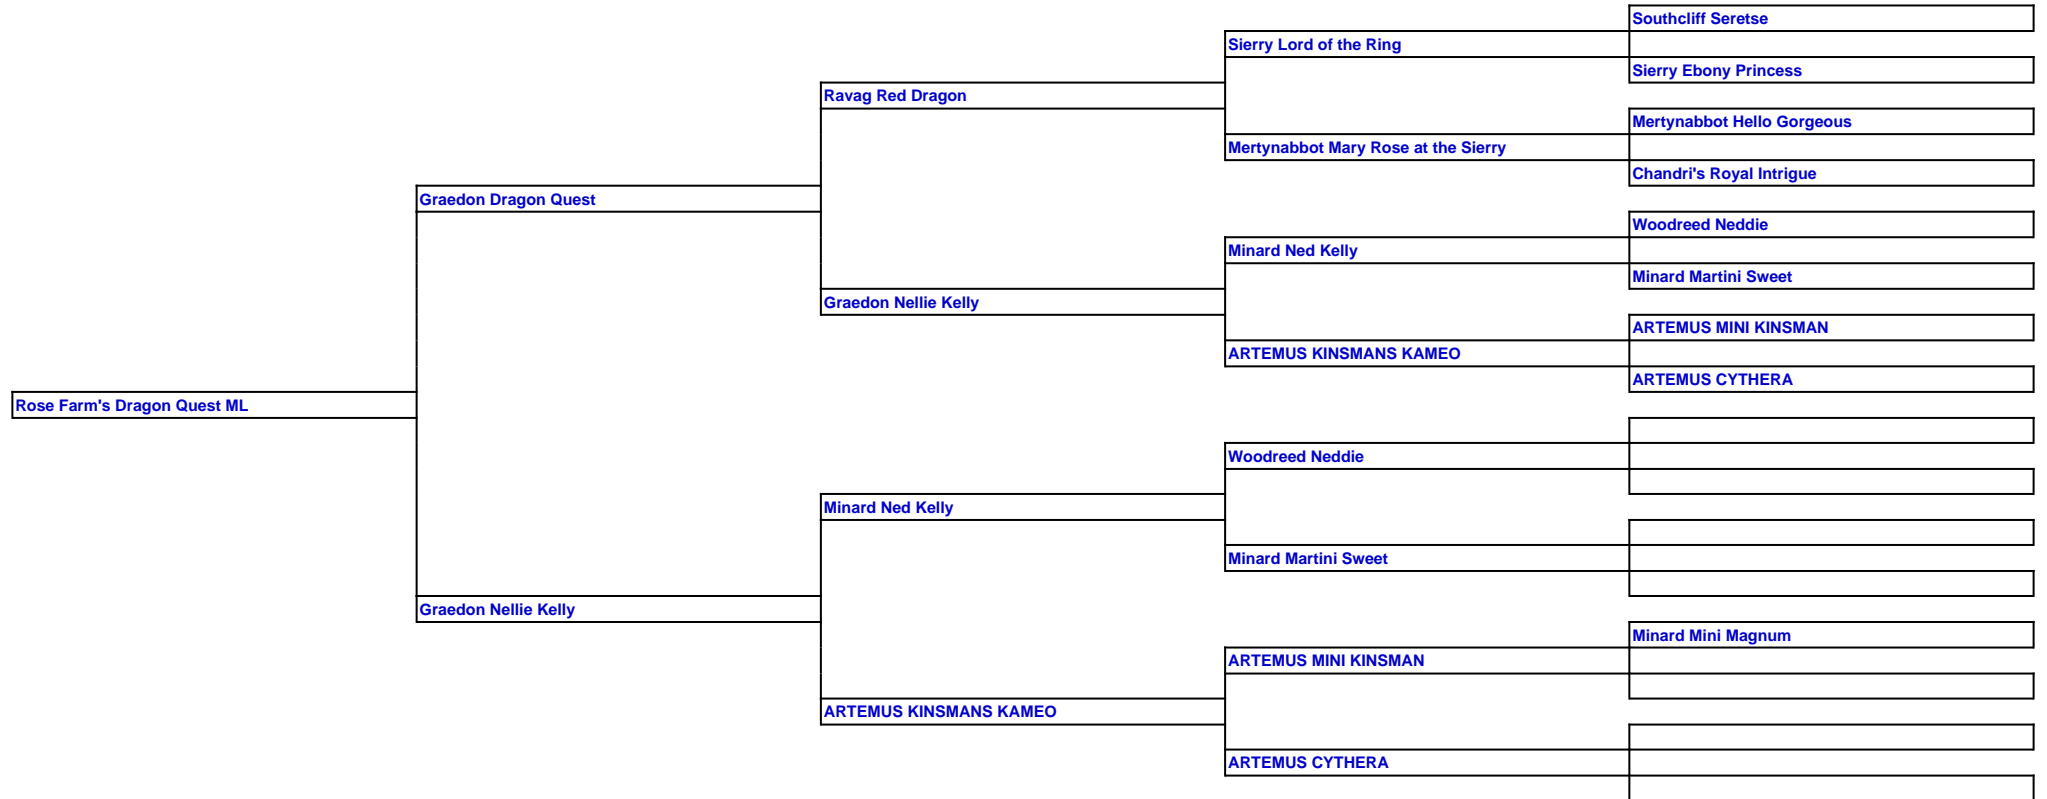 Southcliff Seretse
Sierry Lord of the Ring
Sierry Ebony Princess
Ravag Red Dragon
Mertynabbot Hello Gorgeous
Mertynabbot Mary Rose at the Sierry
Chandri's Royal Intrigue
Graedon Dragon Quest
Woodreed Neddie
Minard Ned Kelly
Minard Martini Sweet
Graedon Nellie Kelly
ARTEMUS MINI KINSMAN
ARTEMUS KINSMANS KAMEO
ARTEMUS CYTHERA
Rose Farm's Dragon Quest ML
Woodreed Neddie
Minard Ned Kelly
Minard Martini Sweet
Graedon Nellie Kelly
Minard Mini Magnum
ARTEMUS MINI KINSMAN
ARTEMUS KINSMANS KAMEO
ARTEMUS CYTHERA